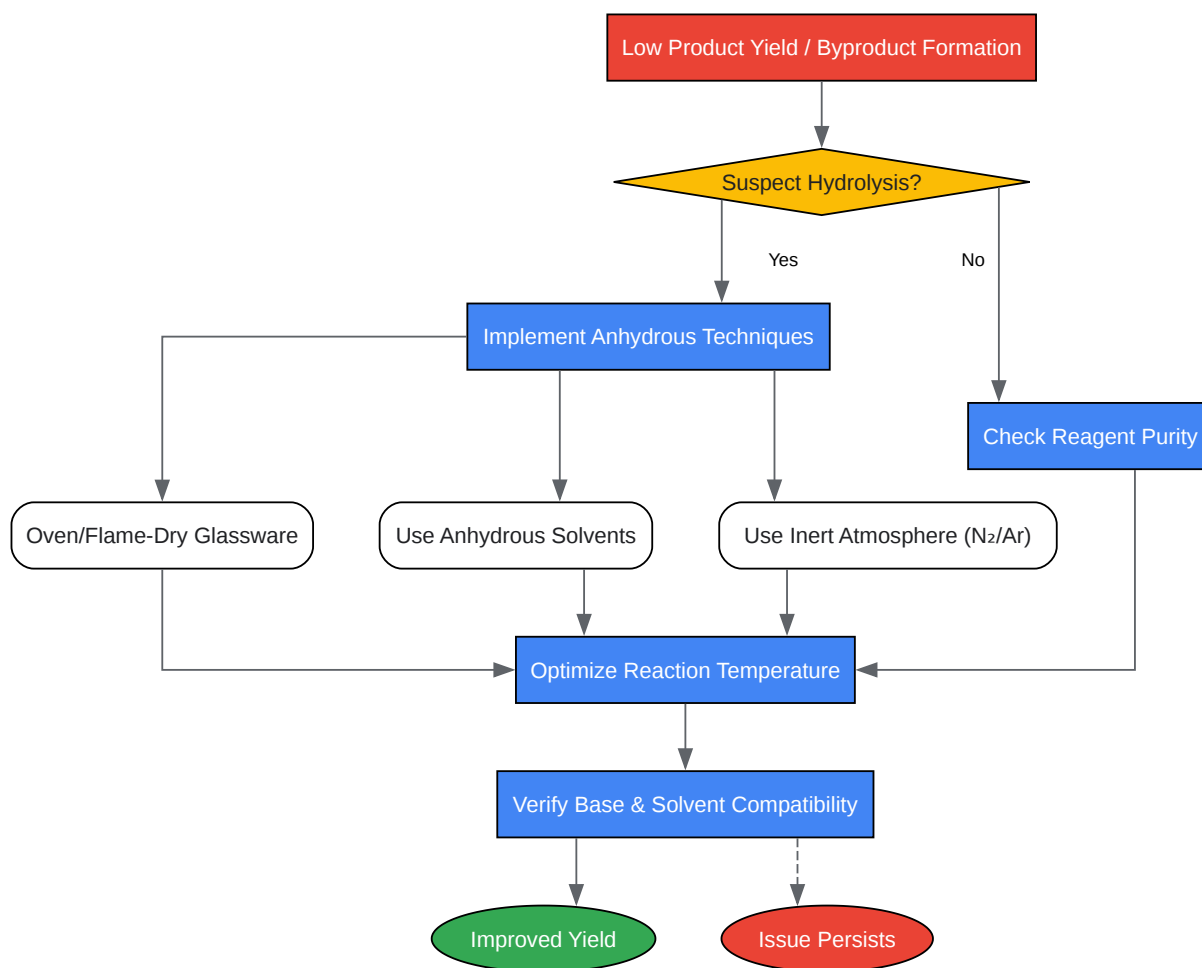 Low Product Yield / Byproduct Formation
Suspect Hydrolysis?
Yes
No
Implement Anhydrous Techniques
Check Reagent Purity
Oven/Flame-Dry Glassware
Use Anhydrous Solvents
Use Inert Atmosphere (N₂/Ar)
Optimize Reaction Temperature
Verify Base & Solvent Compatibility
Improved Yield
Issue Persists